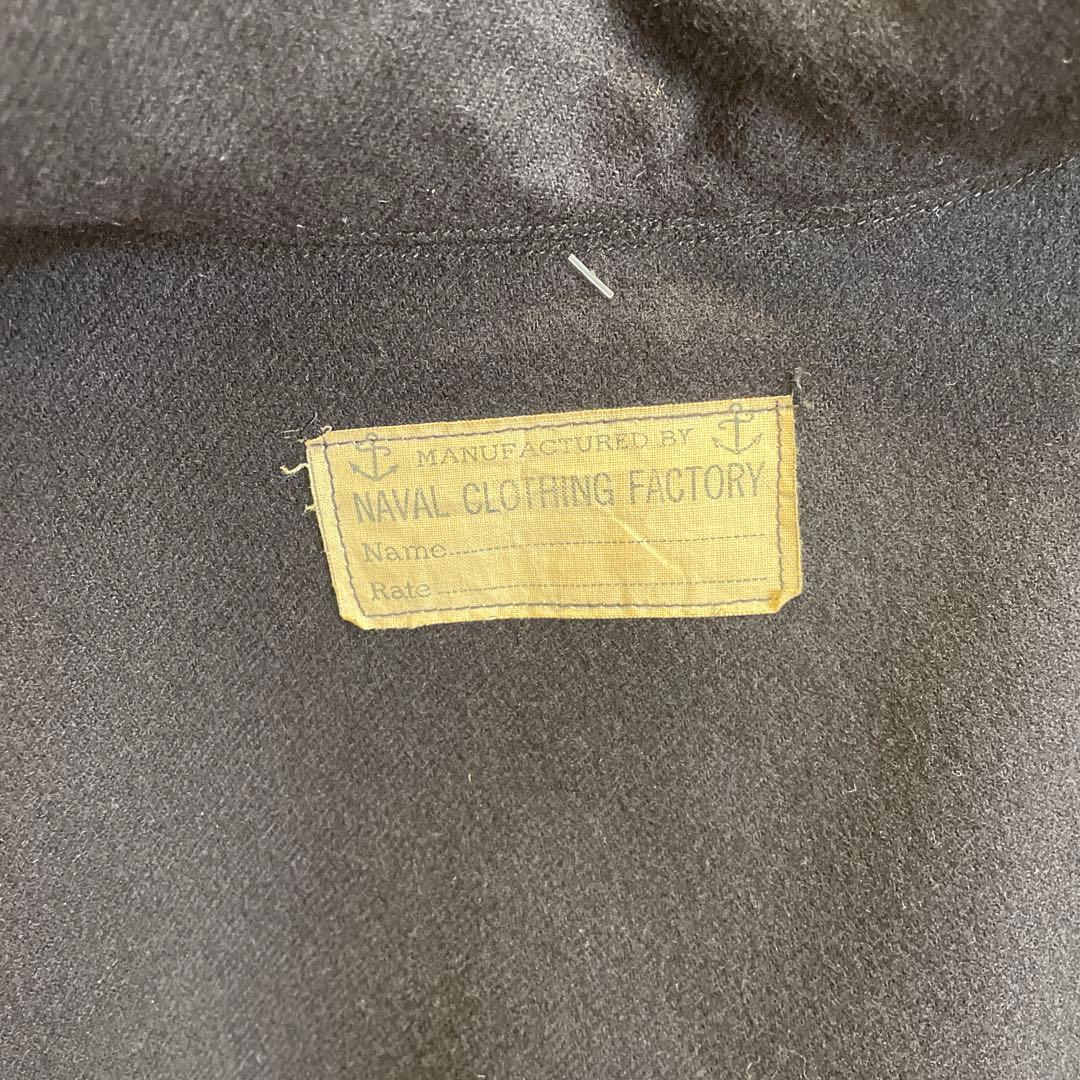 MANUFACTURED BY
NAVAL CLOTHING FACTORY
Name
Rate